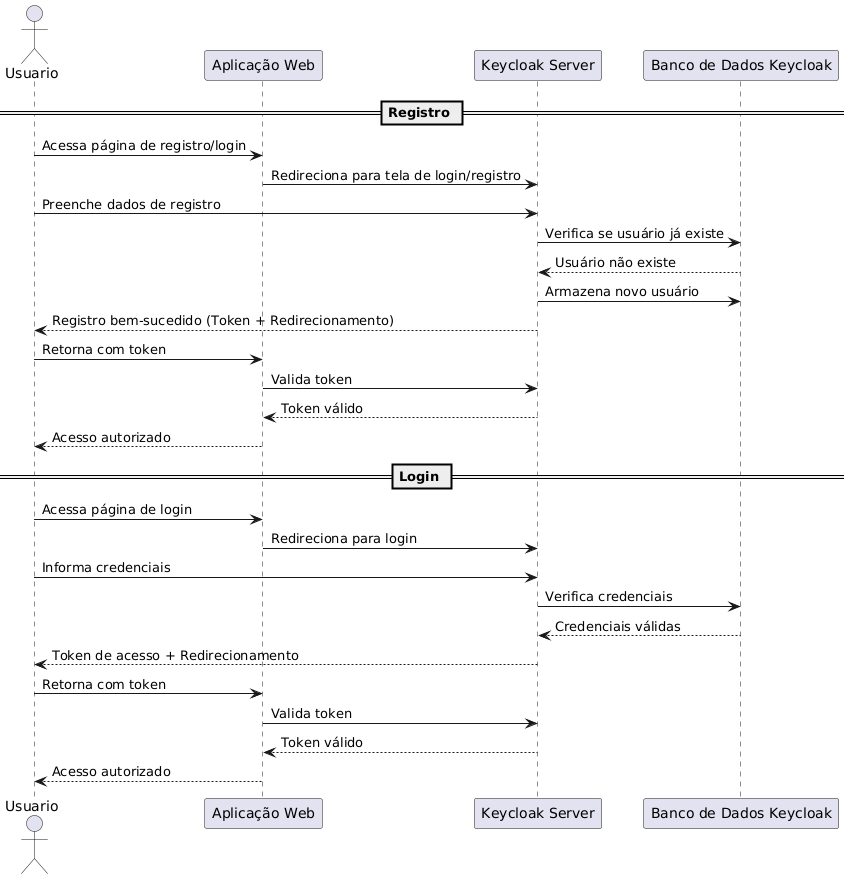 Usuario
Aplicação Web
Keycloak Server
Banco de Dados Keycloak
Registro
Acessa página de registro/login
Redireciona para tela de login/registro
Preenche dados de registro
Verifica se usuário já existe
Usuário não existe
Armazena novo usuário
Registro bem-sucedido (Token + Redirecionamento)
Retorna com token
Valida token
Token válido
Acesso autorizado
Login
Acessa página de login
Redireciona para login
Informa credenciais
Verifica credenciais
Credenciais válidas
Token de acesso + Redirecionamento
Retorna com token
Valida token
Token válido
Acesso autorizado
Usuario
Aplicação Web
Keycloak Server
Banco de Dados Keycloak